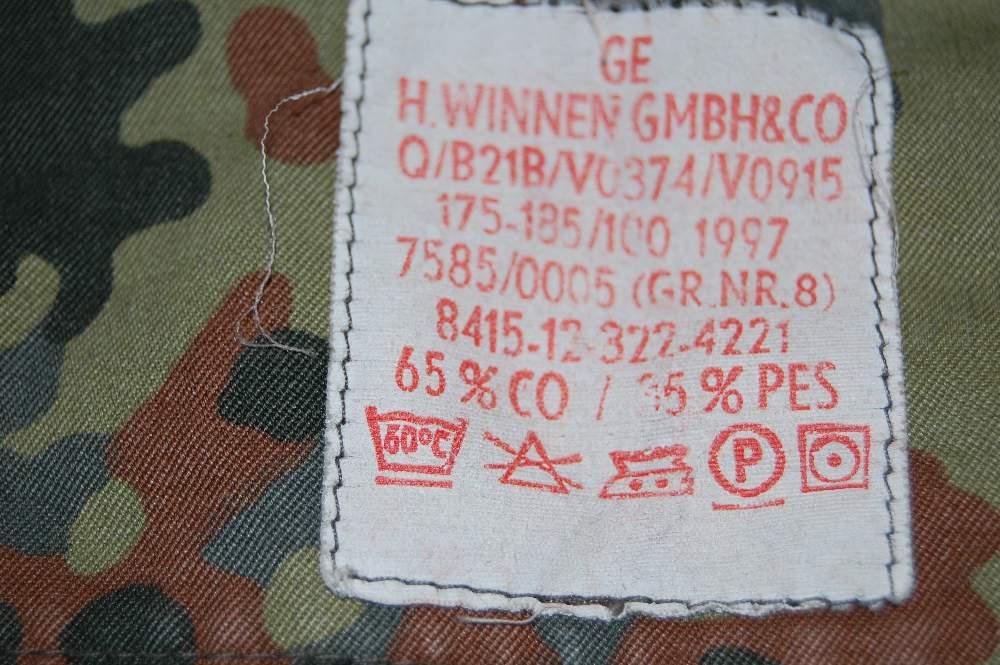 GE
H.WINNEN GMBH&CO
Q/B21B/V0374/V0915
175-185/100 1997
7585/0005 (GR.NR.8)
8415-12-322-4221
65%CO / 35%PES
60°C P